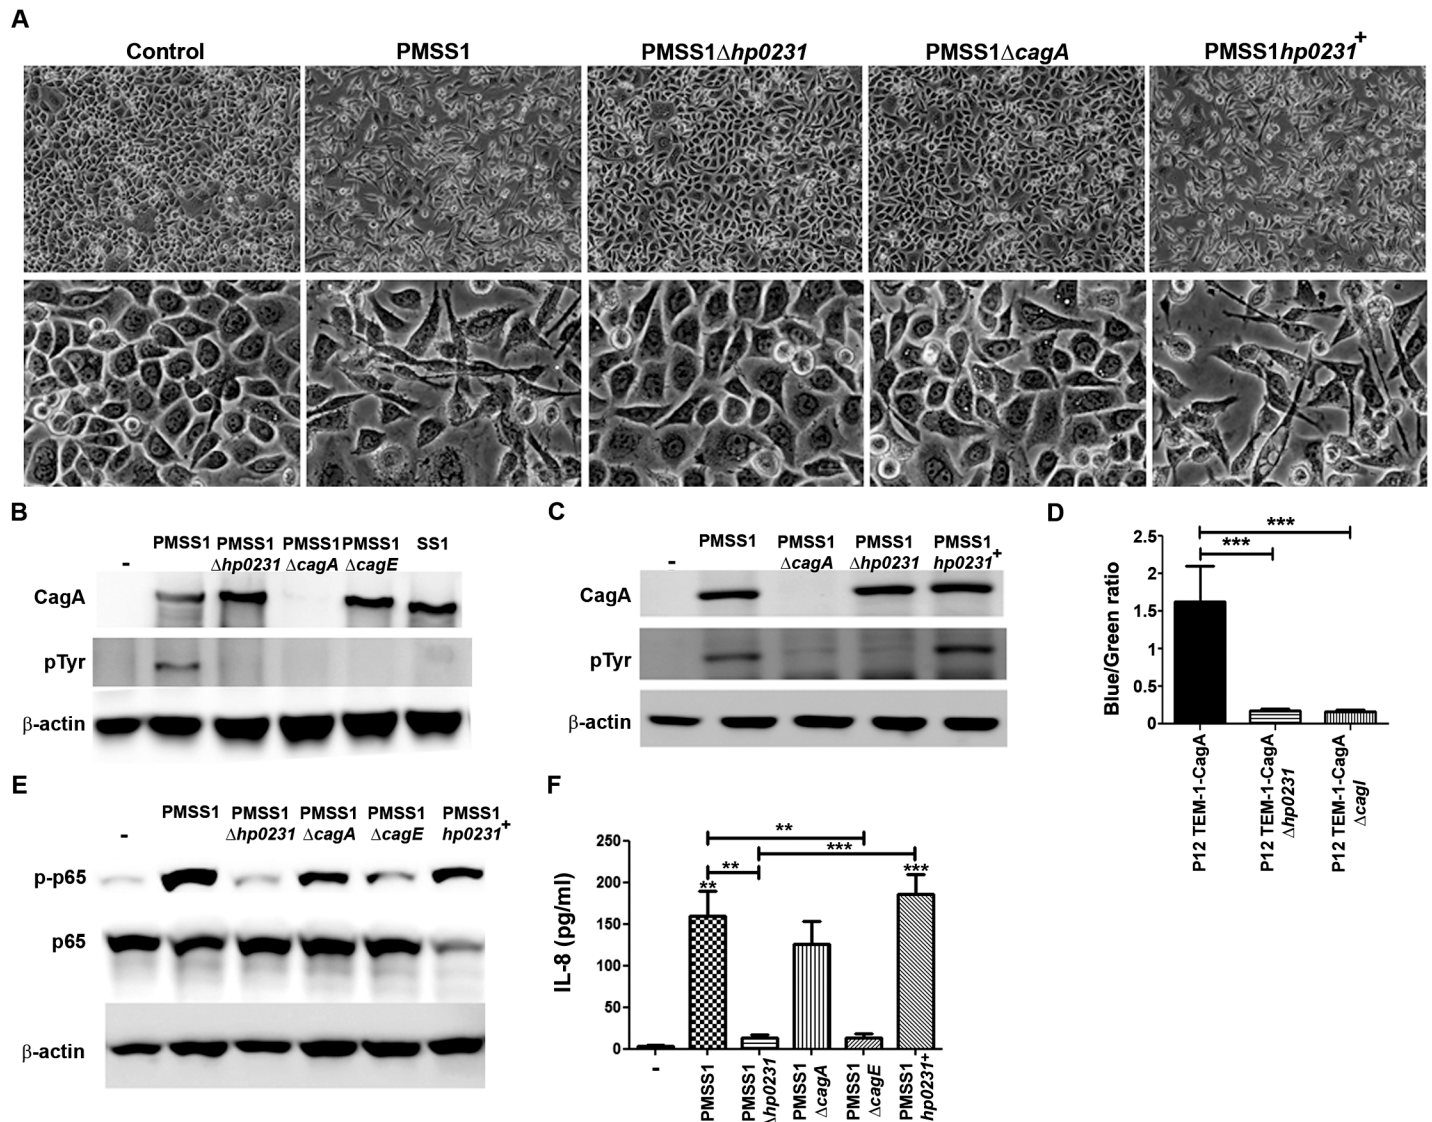 A
Control PMSS1 PMSS1Δhp0231 PMSS1ΔcagA PMSS1hp0231+
B
- PMSS1 PMSS1 PMSS1 PMSS1 SS1
Δhp0231 ΔcagA ΔcagE
CagA
pTyr
β-actin
C
- PMSS1 PMSS1 PMSS1 PMSS1
ΔcagA Δhp0231 hp0231+
CagA
pTyr
β-actin
D
*** 
***
2.5
2
1.5
1
0.5
0
Blue/Green ratio
P12 TEM-1-CagA
P12 TEM-1-CagA
Δhp0231
P12 TEM-1-CagA
ΔcagI
E
- PMSS1 PMSS1 PMSS1 PMSS1 PMSS1
Δhp0231 ΔcagA ΔcagE hp0231+
p-p65
p65
β-actin
F
**
***
**
**
***
250
200
150
100
50
0
IL-8 (pg/ml)
-
PMSS1
PMSS1
Δhp0231
PMSS1
ΔcagA
PMSS1
ΔcagE
PMSS1
hp0231+